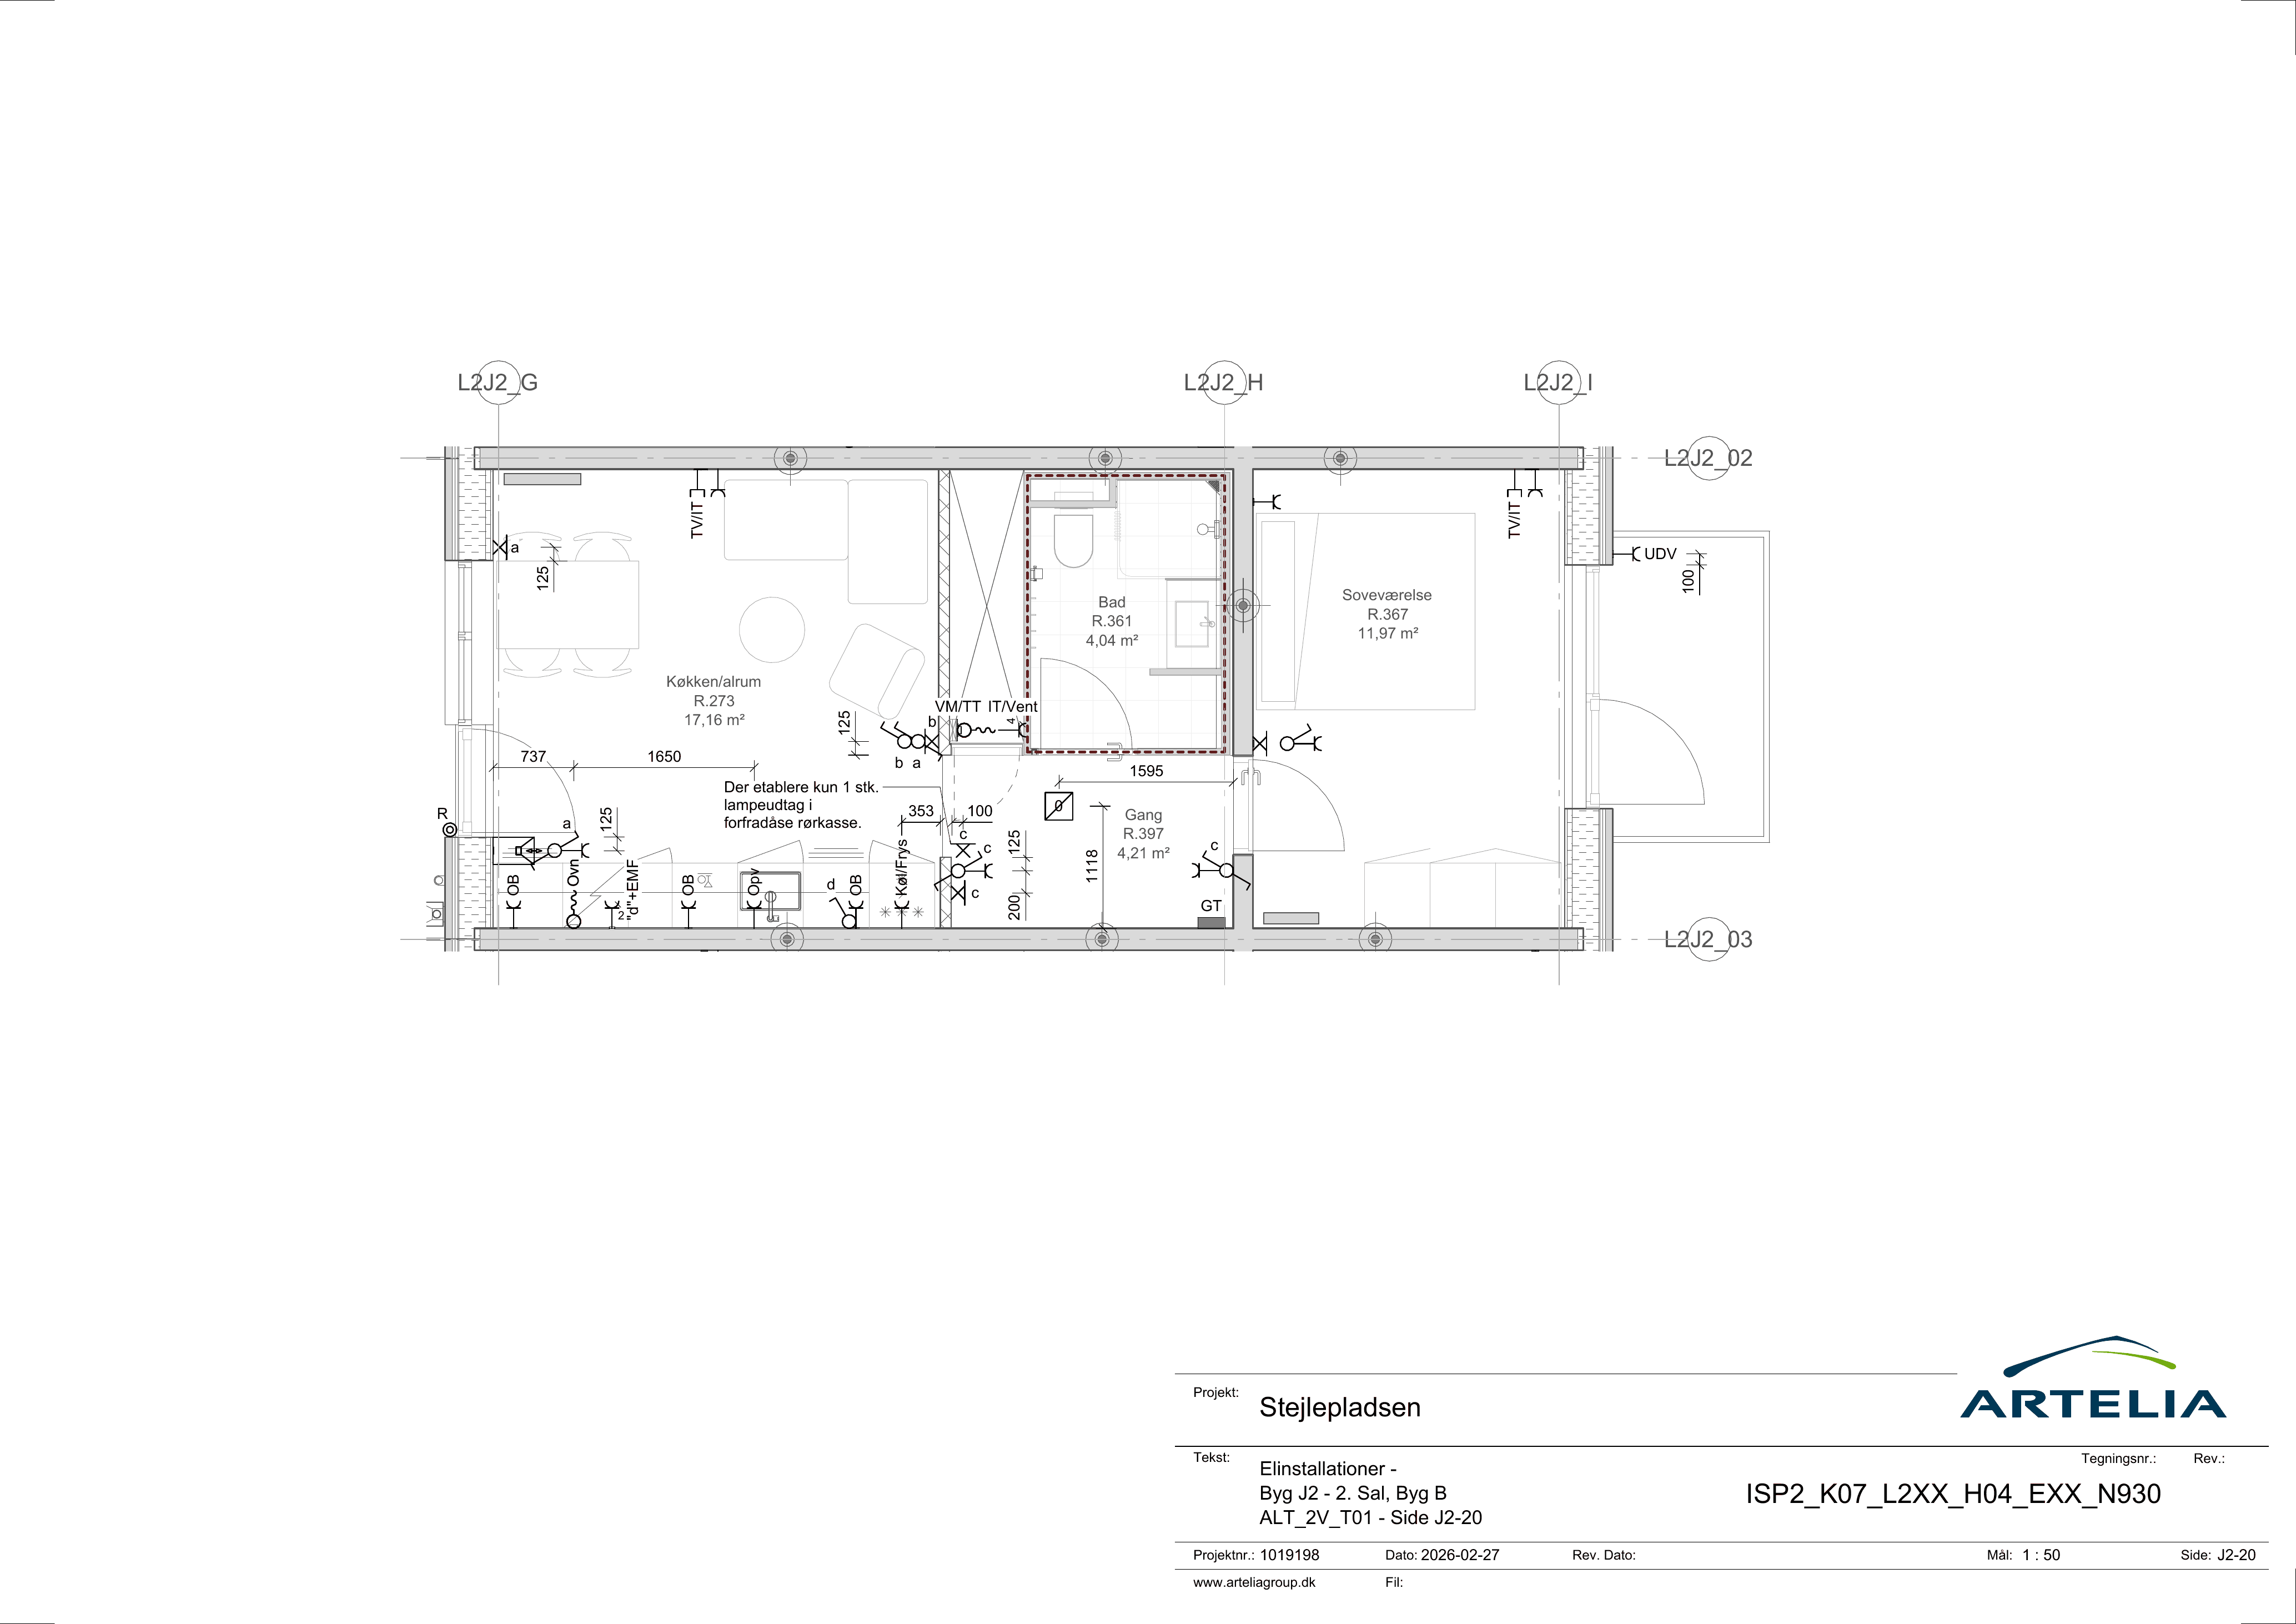 L2J2_G
L2J2_H
L2J2_I
L2J2_02
TV/IT
TV/IT
a
125
UDV
100
Bad
R.361
4,04 m²
Soveværelse
R.367
11,97 m²
Køkken/alrum
R.273
17,16 m²
VM/TT IT/Vent
4
125
b
b a
737
1650
1595
Der etablere kun 1 stk.
lampeudtag i
forfradåse rørkasse.
353
100
0
Gang
R.397
4,21 m²
R
a
125
c
c
c
125
200
1118
c
GT
OB
Ovn
2
"d"+EMF
OB
Opv
d
OB
Køl/Frys
L2J2_03
Projekt:
Stejlepladsen
ARTELIA
Tekst:
Elinstallationer -
Byg J2 - 2. Sal, Byg B
ALT_2V_T01 - Side J2-20
Tegningsnr.:
Rev.:
ISP2_K07_L2XX_H04_EXX_N930
Projektnr.: 1019198
Dato: 2026-02-27
Rev. Dato:
Mål: 1 : 50
Side: J2-20
www.arteliagroup.dk
Fil: